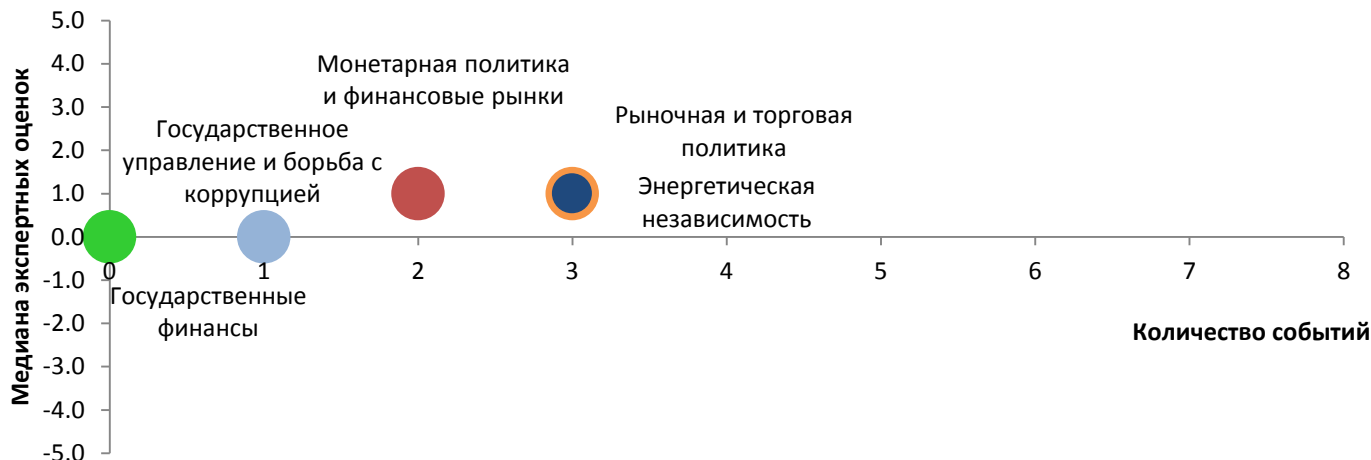 Медиана экспертных оценок
5.0
4.0
3.0
2.0
1.0
0.0
-1.0
-2.0
-3.0
-4.0
-5.0
Монетарная политика
и финансовые рынки
Государственное
управление и борьба с
коррупцией
Рыночная и торговая
политика
Энергетическая
независимость
0 1 2 3 4 5 6 7 8
Государственные
финансы
Количество событий